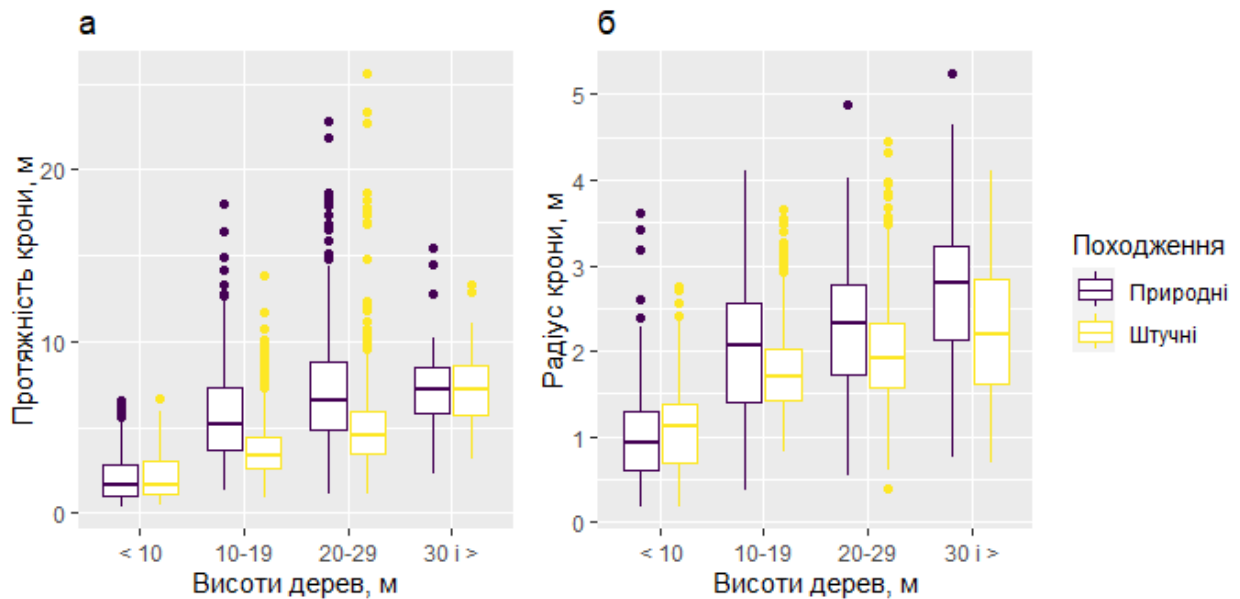 а
Протяжність крони, м
20
10
0
< 10
10-19
20-29
30 і >
Висоти дерев, м
б
Радіус крони, м
5
4
3
2
1
0
< 10
10-19
20-29
30 і >
Висоти дерев, м
Походження
Природні
Штучні